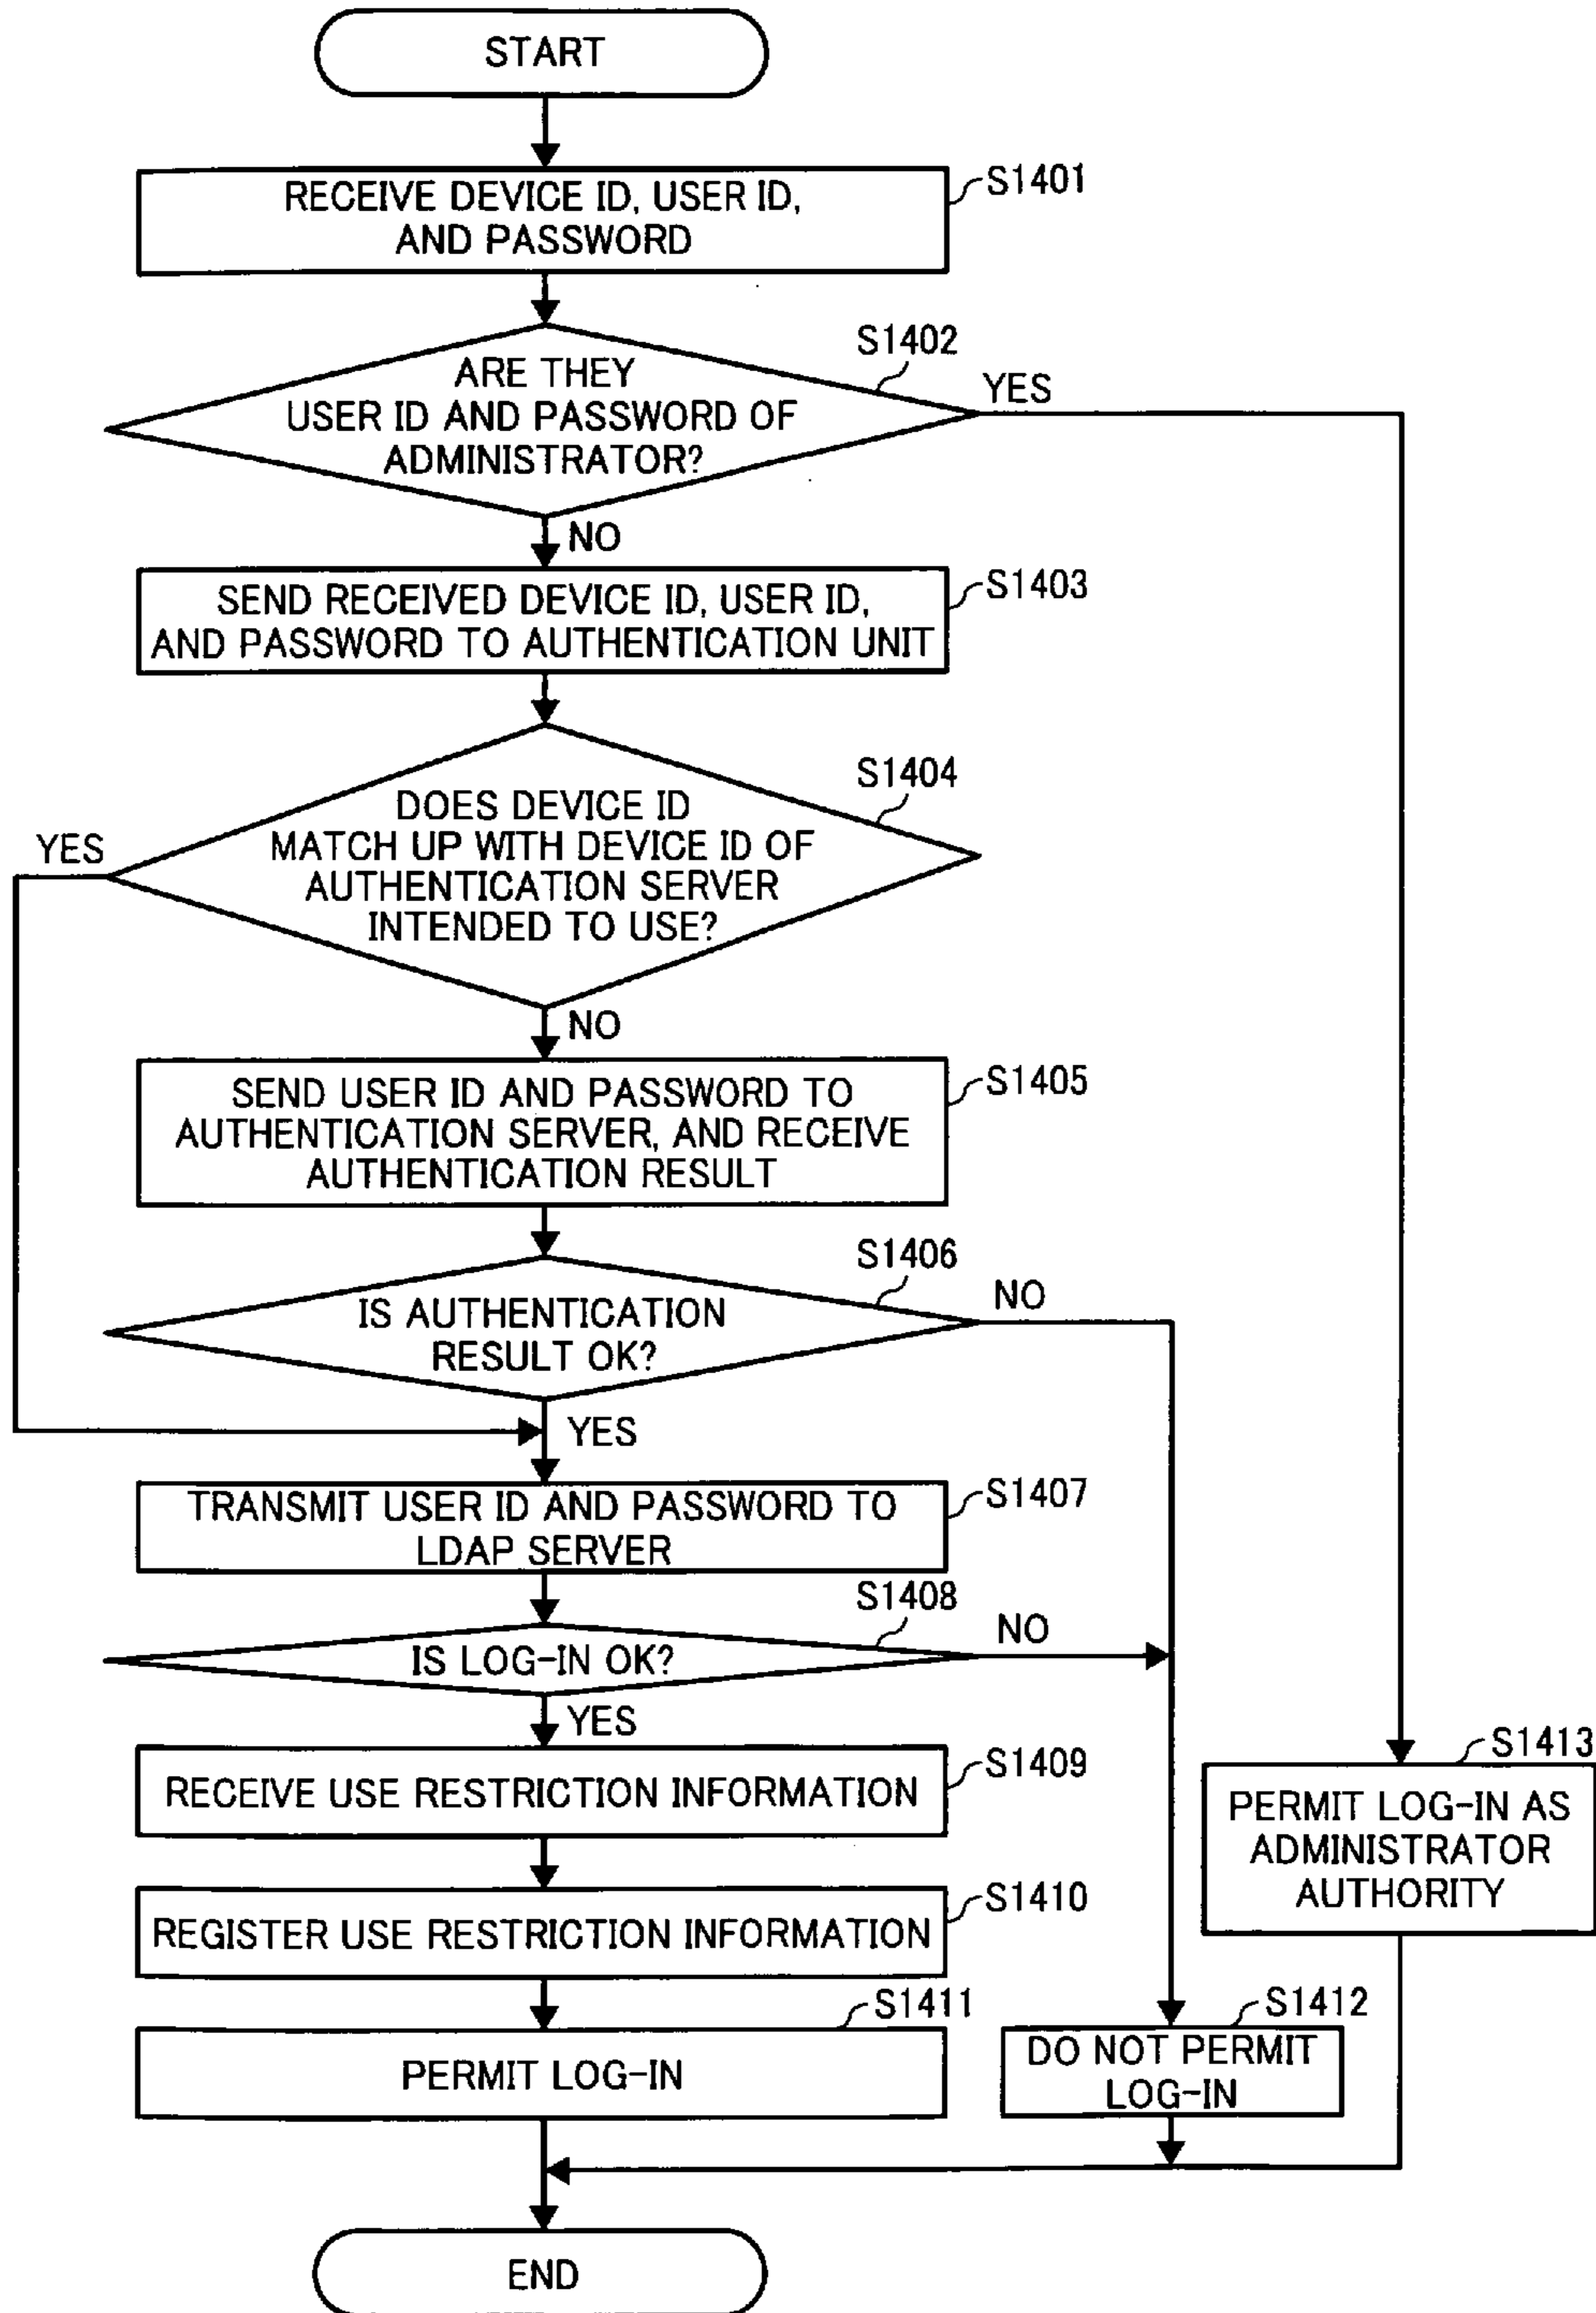 START
S1401
RECEIVE DEVICE ID, USER ID,
AND PASSWORD
S1402
ARE THEY
USER ID AND PASSWORD OF
ADMINISTRATOR?
YES
NO
S1403
SEND RECEIVED DEVICE ID, USER ID,
AND PASSWORD TO AUTHENTICATION UNIT
S1404
DOES DEVICE ID
MATCH UP WITH DEVICE ID OF
AUTHENTICATION SERVER
INTENDED TO USE?
YES
NO
S1405
SEND USER ID AND PASSWORD TO
AUTHENTICATION SERVER, AND RECEIVE
AUTHENTICATION RESULT
S1406
IS AUTHENTICATION
RESULT OK?
NO
YES
S1407
TRANSMIT USER ID AND PASSWORD TO
LDAP SERVER
S1408
IS LOG-IN OK?
NO
YES
S1409
RECEIVE USE RESTRICTION INFORMATION
S1413
PERMIT LOG-IN AS
ADMINISTRATOR
AUTHORITY
S1410
REGISTER USE RESTRICTION INFORMATION
S1411
PERMIT LOG-IN
S1412
DO NOT PERMIT
LOG-IN
END